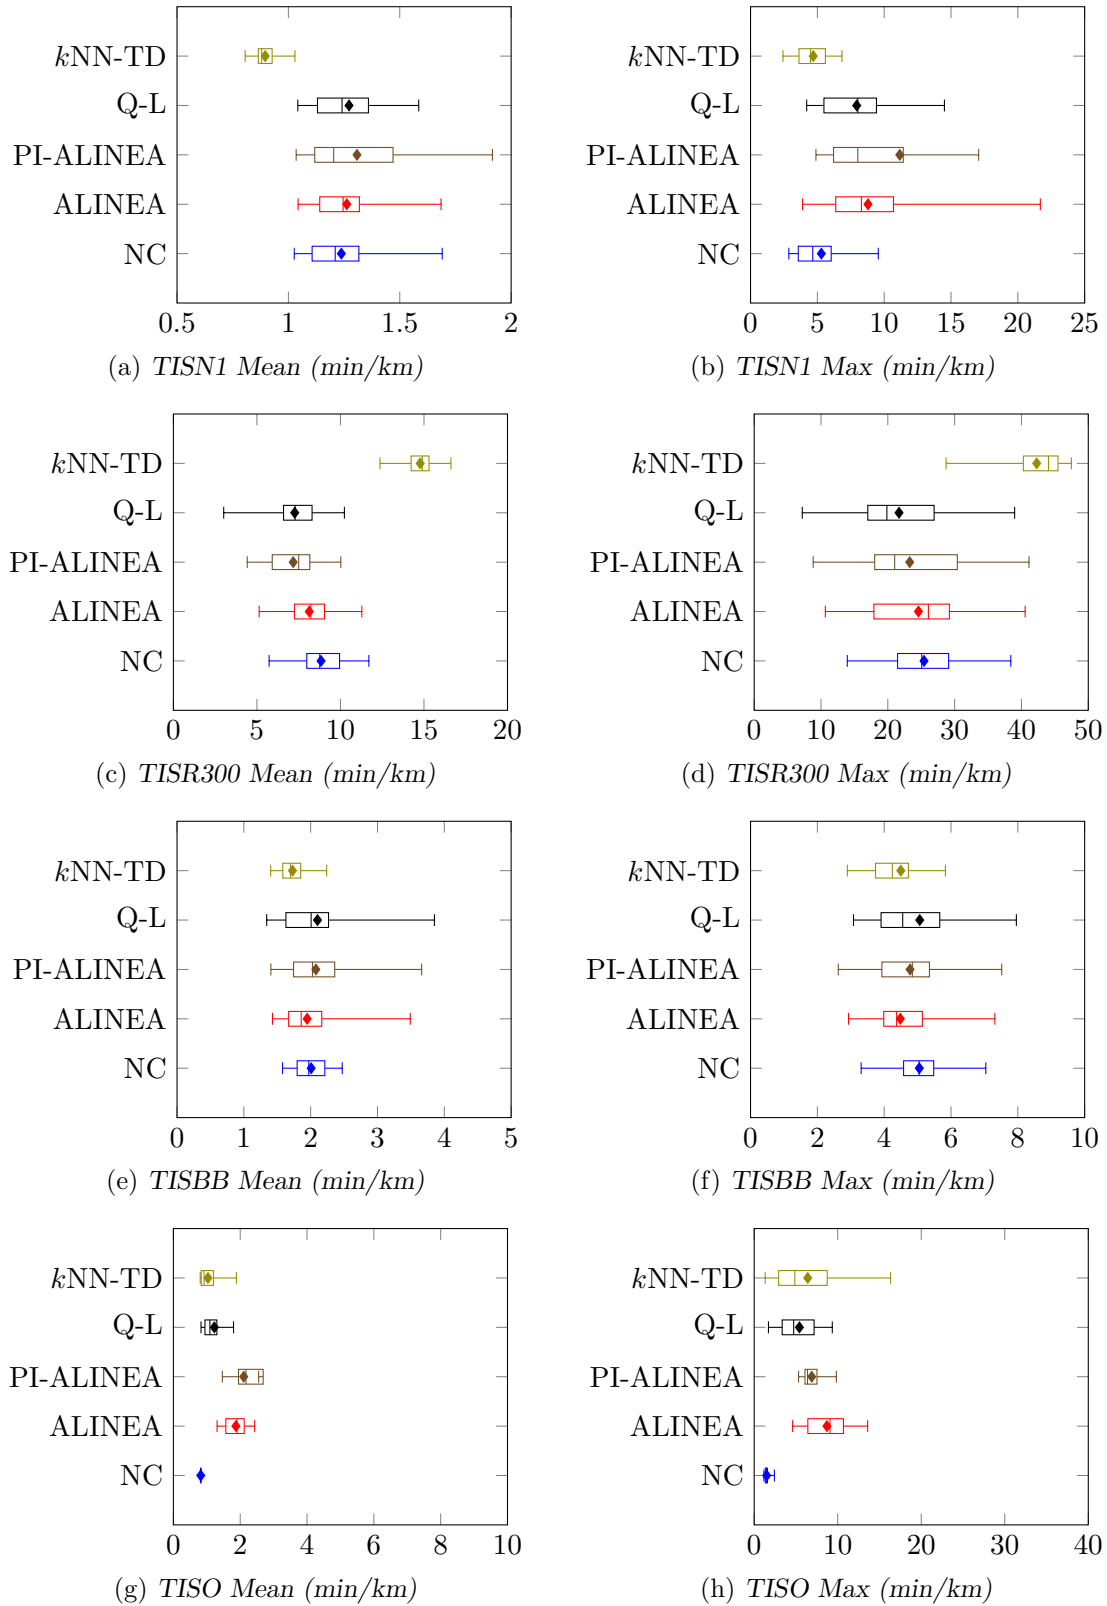 kNN-TD
Q-L
PI-ALINEA
ALINEA
NC
0.5 1 1.5 2
(a) TISN1 Mean (min/km)
kNN-TD
Q-L
PI-ALINEA
ALINEA
NC
0 5 10 15 20 25
(b) TISN1 Max (min/km)
kNN-TD
Q-L
PI-ALINEA
ALINEA
NC
0 5 10 15 20
(c) TISR300 Mean (min/km)
kNN-TD
Q-L
PI-ALINEA
ALINEA
NC
0 10 20 30 40 50
(d) TISR300 Max (min/km)
kNN-TD
Q-L
PI-ALINEA
ALINEA
NC
0 1 2 3 4 5
(e) TISBB Mean (min/km)
kNN-TD
Q-L
PI-ALINEA
ALINEA
NC
0 2 4 6 8 10
(f) TISBB Max (min/km)
kNN-TD
Q-L
PI-ALINEA
ALINEA
NC
0 2 4 6 8 10
(g) TISO Mean (min/km)
kNN-TD
Q-L
PI-ALINEA
ALINEA
NC
0 10 20 30 40
(h) TISO Max (min/km)